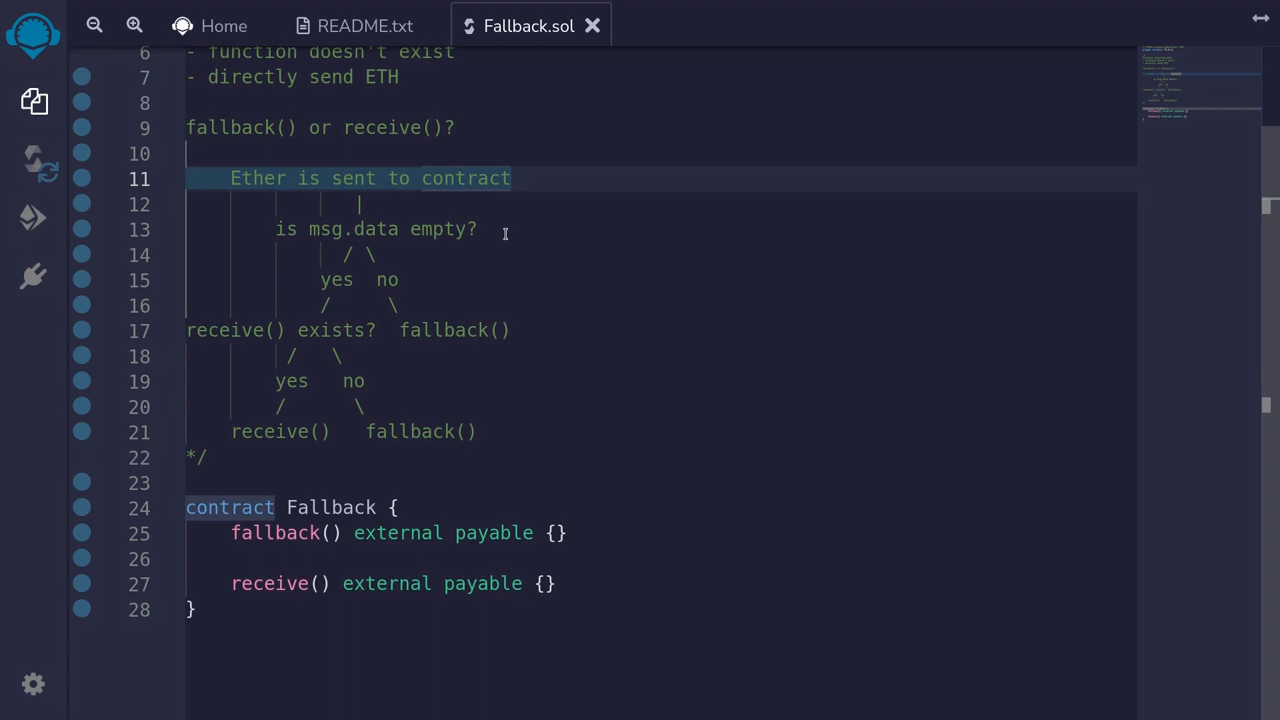 Home README.txt Fallback.sol
6 - function doesn't exist
7 - directly send ETH
8
9 fallback() or receive()?
10
11 Ether is sent to contract
12 |
13 is msg.data empty?
14 / \
15 yes no
16 / \
17 receive() exists? fallback()
18 / \
19 yes no
20 / \
21 receive() fallback()
22 */
23
24 contract Fallback {
25 fallback() external payable {}
26
27 receive() external payable {}
28 }